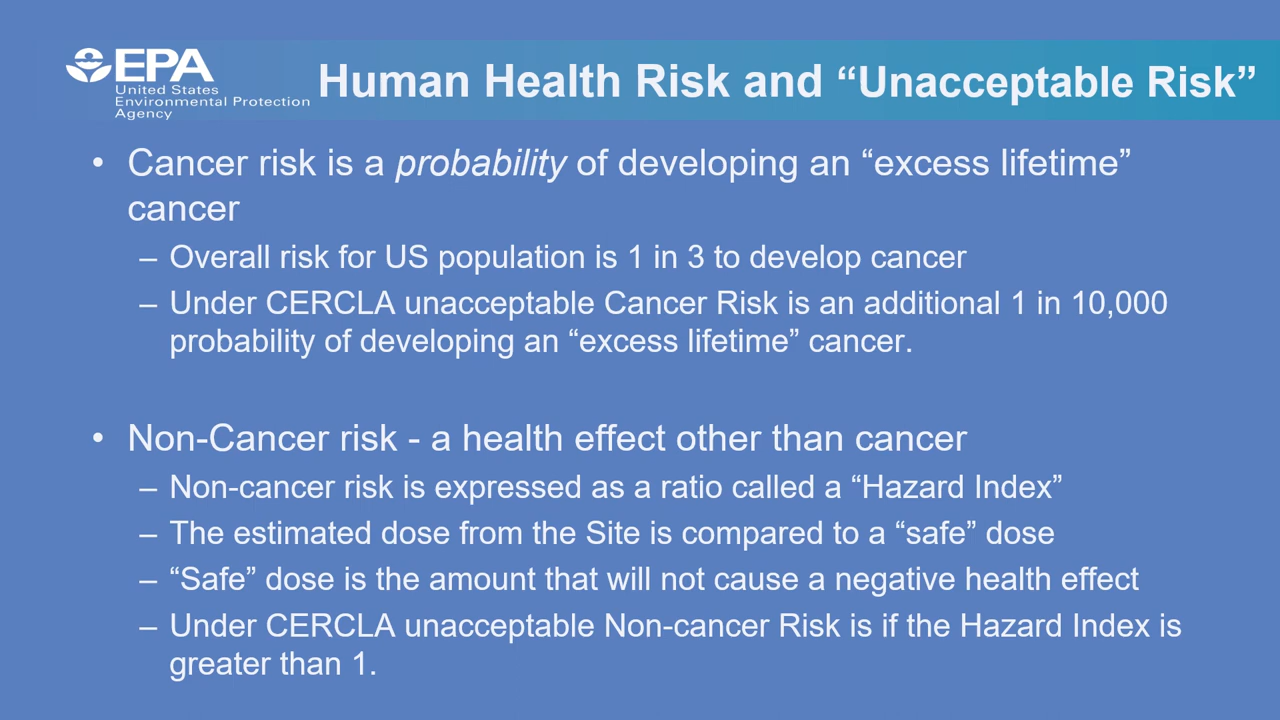 EPA
United States
Environmental Protection
Agency
Human Health Risk and “Unacceptable Risk”
• Cancer risk is a probability of developing an “excess lifetime”
cancer
– Overall risk for US population is 1 in 3 to develop cancer
– Under CERCLA unacceptable Cancer Risk is an additional 1 in 10,000
probability of developing an “excess lifetime” cancer.
• Non-Cancer risk - a health effect other than cancer
– Non-cancer risk is expressed as a ratio called a “Hazard Index”
– The estimated dose from the Site is compared to a “safe” dose
– “Safe” dose is the amount that will not cause a negative health effect
– Under CERCLA unacceptable Non-cancer Risk is if the Hazard Index is
greater than 1.